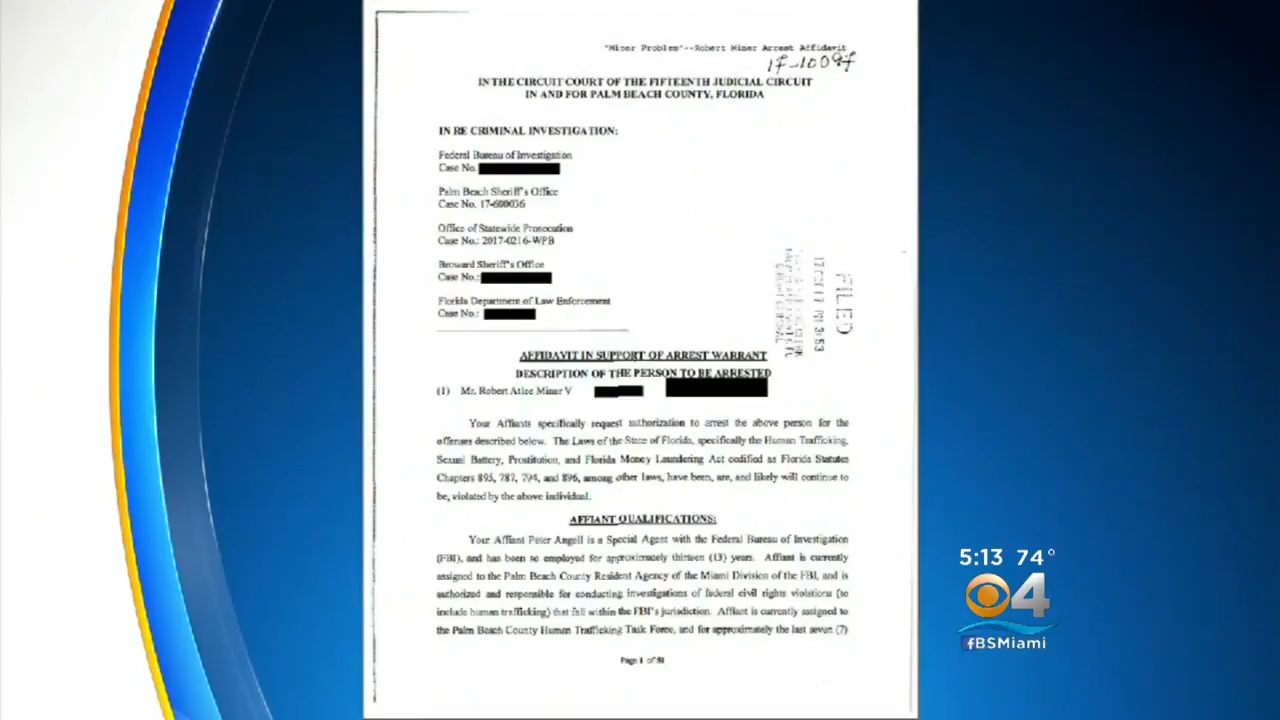 "Miner Problem"--Robert Miner Arrest Affidavit
17-10097
IN THE CIRCUIT COURT OF THE FIFTEENTH JUDICIAL CIRCUIT
IN AND FOR PALM BEACH COUNTY, FLORIDA
IN RE CRIMINAL INVESTIGATION:
Federal Bureau of Investigation
Case No.
Palm Beach Sheriff's Office
Case No. 17-600036
Office of Statewide Prosecution
Case No.: 2017-0216-WPB
Broward Sheriff's Office
Case No.:
Florida Department of Law Enforcement
Case No.:
FILED
AFFIDAVIT IN SUPPORT OF ARREST WARRANT
DESCRIPTION OF THE PERSON TO BE ARRESTED
(1) Mr. Robert Miner V
Your Affiants specifically request authorization to arrest the above person for the
offenses described below. The Laws of the State of Florida, specifically the Human Trafficking,
Sexual Battery, Prostitution, and Florida Money Laundering Act codified as Florida Statutes
Chapters 895, 787, 794, and 896, among other laws, have been, are, and likely will continue to
be, violated by the above individual.
AFFIANT QUALIFICATIONS:
Your Affiant Peter Angell is a Special Agent with the Federal Bureau of Investigation
(FBI), and has been so employed for approximately thirteen (13) years. Affiant is currently
assigned to the Palm Beach County Resident Agency of the Miami Division of the FBI, and is
authorized and responsible for conducting investigations of federal civil rights violations (to
include human trafficking) that fall within the FBI's jurisdiction. Affiant is currently assigned to
the Palm Beach County Human Trafficking Task Force, and for approximately the last seven (7)
Page 1 of
5:13 74°
4
fBSMiami